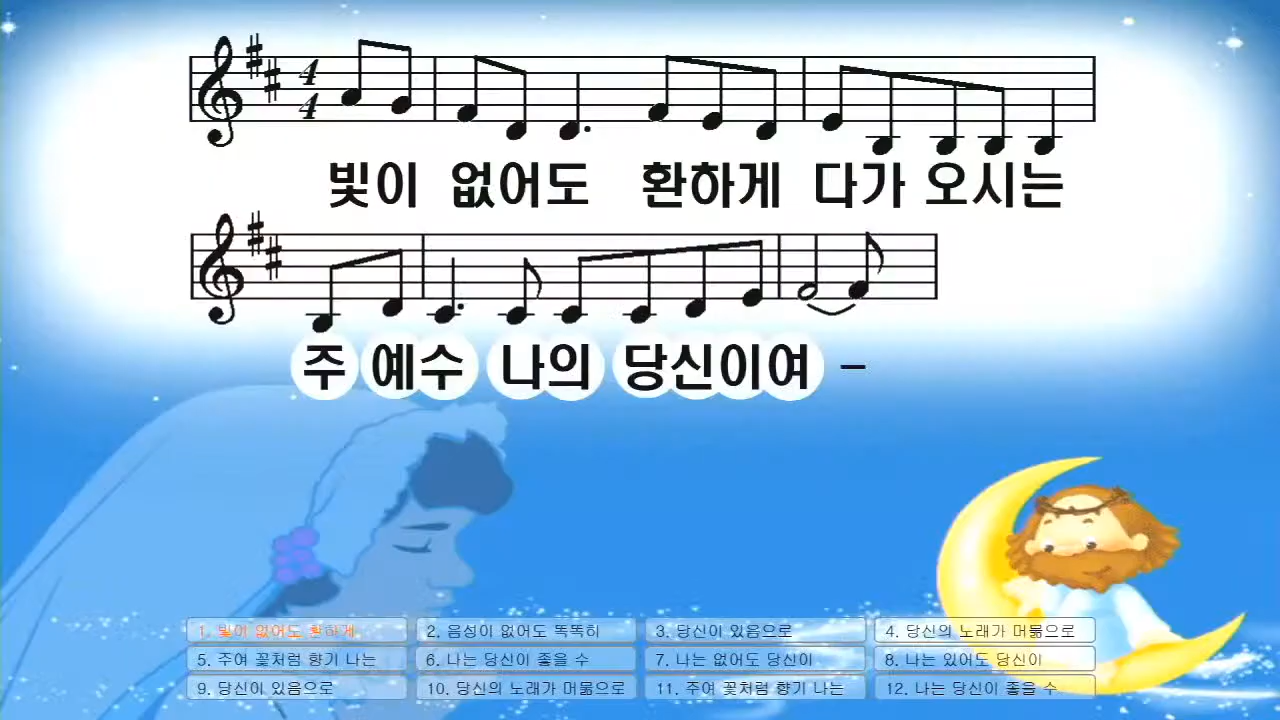 4
4
빛이 없어도 환하게 다가 오시는
주 예수 나의 당신이여 -
1. 빛이 없어도 환하게 2. 음성이 없어도 똑똑히 3. 당신이 있음으로 4. 당신의 노래가 머묾으로
5. 주여 꽃처럼 향기 나는 6. 나는 당신이 좋을 수 7. 나는 없어도 당신이 8. 나는 있어도 당신이
9. 당신이 있음으로 10. 당신의 노래가 머묾으로 11. 주여 꽃처럼 향기 나는 12. 나는 당신이 좋을 수